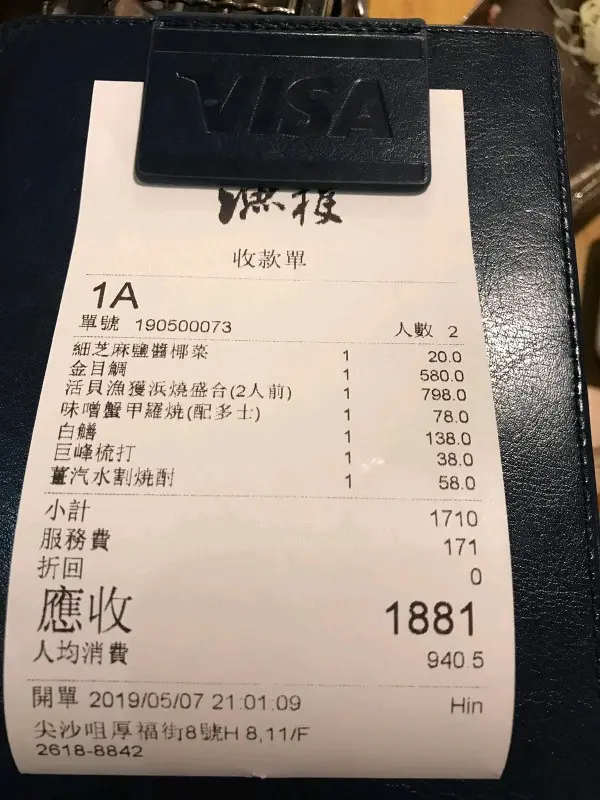 VISA
漁梗
收款單
1A
單號 190500073 人數 2
細芝麻鹽醬椰菜 1 20.0
金目鯛 1 580.0
活貝漁獲浜燒盛台(2人前) 1 798.0
味噌蟹甲羅燒(配多士) 1 78.0
白鱔 1 138.0
巨峰梳打 1 38.0
薑汽水割燒酎 1 58.0
小計 1710
服務費 171
折回 0
應收 1881
人均消費 940.5
開單 2019/05/07 21:01:09 Hin
尖沙咀厚福街8號H 8,11/F
2618-8842